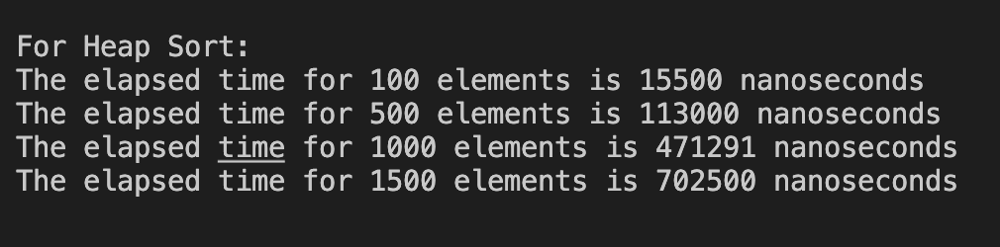 For Heap Sort:
The elapsed time for 100 elements is 15500 nanoseconds
The elapsed time for 500 elements is 113000 nanoseconds
The elapsed time for 1000 elements is 471291 nanoseconds
The elapsed time for 1500 elements is 702500 nanoseconds